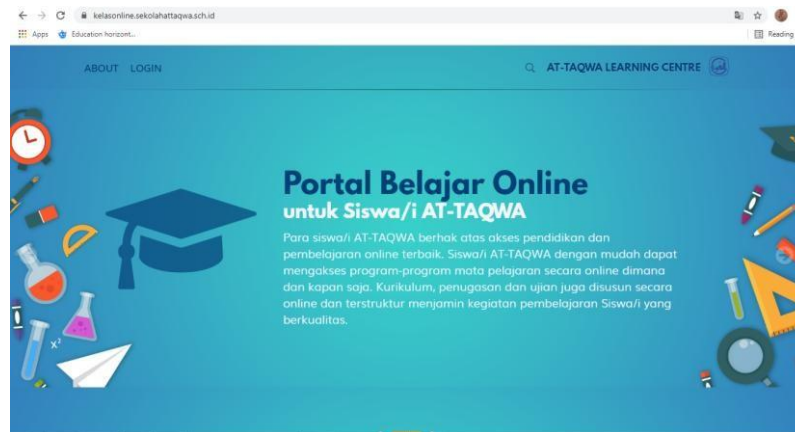 kelasonline.sekolahattaqwa.sch.id
Apps Education horizont... Reading
ABOUT LOGIN AT-TAQWA LEARNING CENTRE
Portal Belajar Online
untuk Siswa/i AT-TAQWA
Para siswa/i AT-TAQWA berhak atas akses pendidikan dan
pembelajaran online terbaik. Siswa/i AT-TAQWA dengan mudah dapat
mengakses program-program mata pelajaran secara online dimana
dan kapan saja. Kurikulum, penugasan dan ujian juga disusun secara
online dan terstruktur menjamin kegiatan pembelajaran Siswa/i yang
berkualitas.
x²